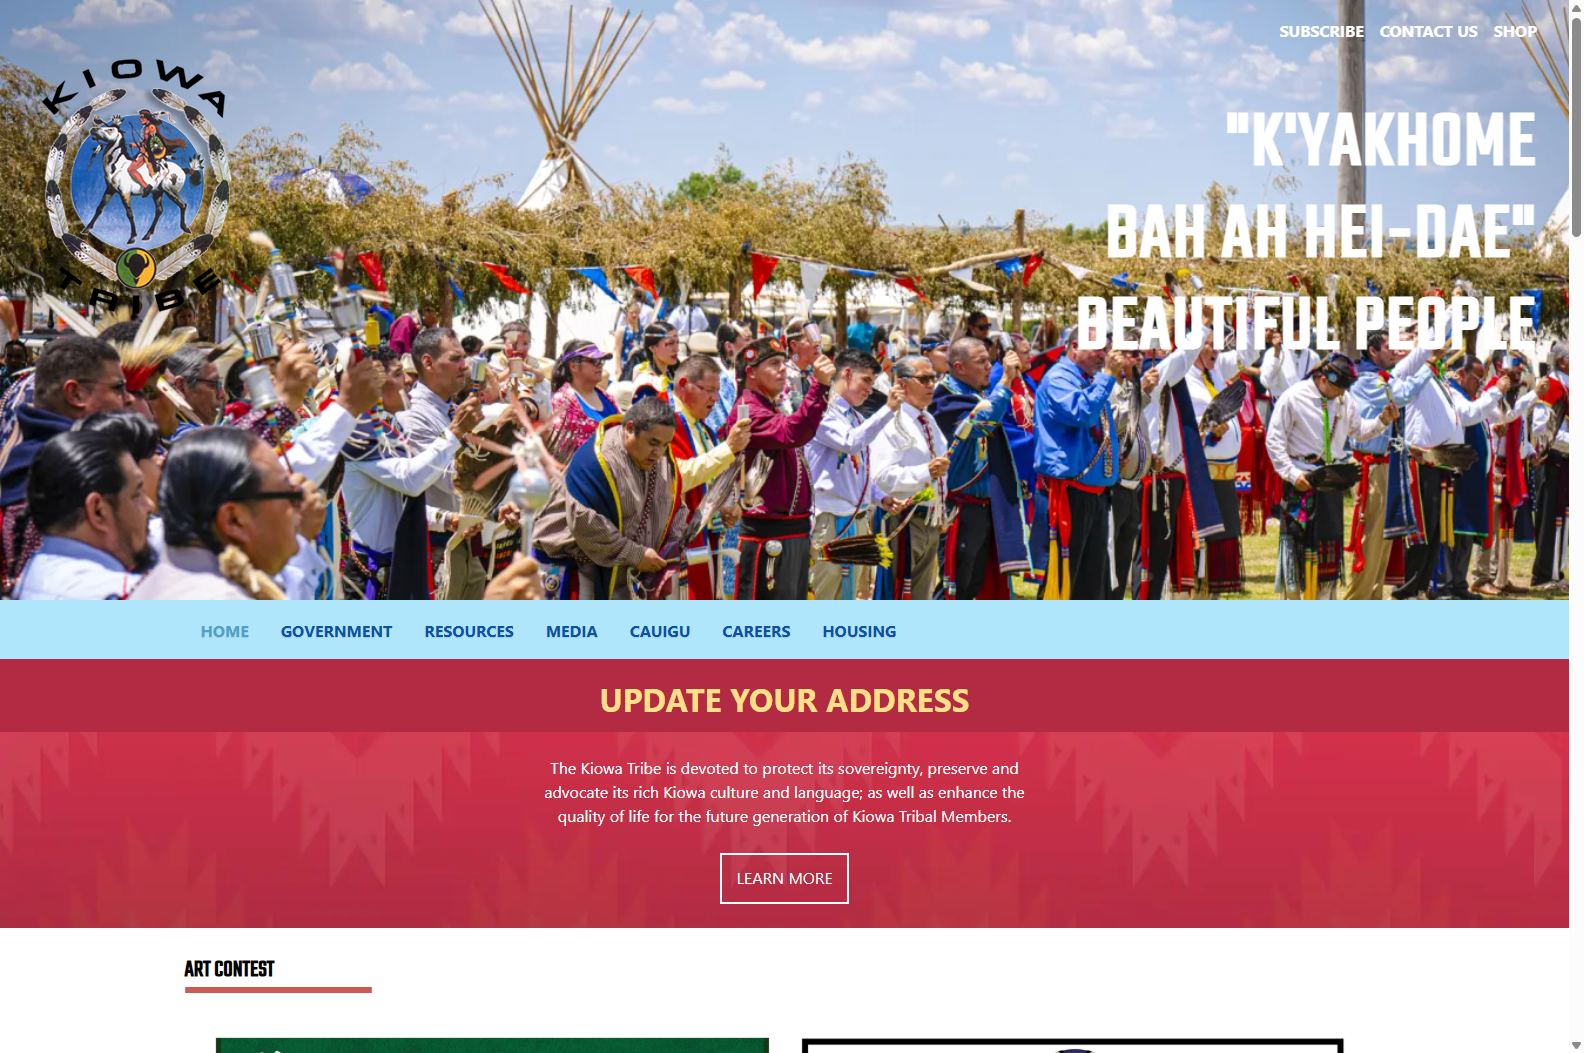 SUBSCRIBE CONTACT US SHOP
KIOWA
TRIBE
"K'YAKHOME
BAH AH HEI-DAE"
BEAUTIFUL PEOPLE
HOME GOVERNMENT RESOURCES MEDIA CAUIGU CAREERS HOUSING
UPDATE YOUR ADDRESS
The Kiowa Tribe is devoted to protect its sovereignty, preserve and
advocate its rich Kiowa culture and language; as well as enhance the
quality of life for the future generation of Kiowa Tribal Members.
LEARN MORE
ART CONTEST